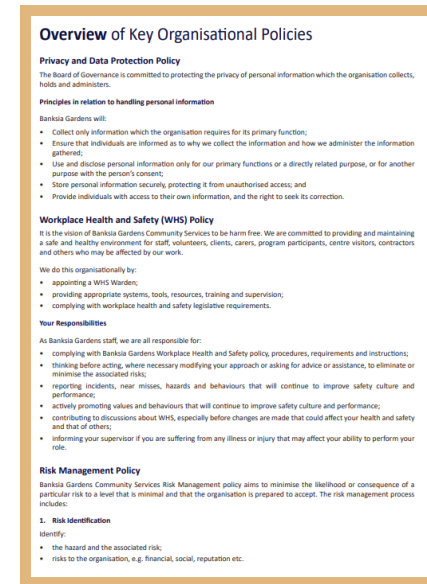 Overview of Key Organisational Policies
Privacy and Data Protection Policy
The Board of Governance is committed to protecting the privacy of personal information which the organisation collects,
holds and administers.
Principles in relation to handling personal information
Banksia Gardens will:
• Collect only information which the organisation requires for its primary function;
• Ensure that individuals are informed as to why we collect the information and how we administer the information
gathered;
• Use and disclose personal information only for our primary functions or a directly related purpose, or for another
purpose with the person's consent;
• Store personal information securely, protecting it from unauthorised access; and
• Provide individuals with access to their own information, and the right to seek its correction.
Workplace Health and Safety (WHS) Policy
It is the vision of Banksia Gardens Community Services to be harm free. We are committed to providing and maintaining
a safe and healthy environment for staff, volunteers, clients, carers, program participants, centre visitors, contractors
and others who may be affected by our work.
We do this organisationally by:
• appointing a WHS Warden;
• providing appropriate systems, tools, resources, training and supervision;
• complying with workplace health and safety legislative requirements.
Your Responsibilities
As Banksia Gardens staff, we are all responsible for:
• complying with Banksia Gardens Workplace Health and Safety policy, procedures, requirements and instructions;
• thinking before acting, where necessary modifying your approach or asking for advice or assistance, to eliminate or
minimise the associated risks;
• reporting incidents, near misses, hazards and behaviours that will continue to improve safety culture and
performance;
• actively promoting values and behaviours that will continue to improve safety culture and performance;
• contributing to discussions about WHS, especially before changes are made that could affect your health and safety
and that of others;
• informing your supervisor if you are suffering from any illness or injury that may affect your ability to perform your
role.
Risk Management Policy
Banksia Gardens Community Services Risk Management policy aims to minimise the likelihood or consequence of a
particular risk to a level that is minimal and that the organisation is prepared to accept. The risk management process
includes:
1. Risk Identification
Identify:
• the hazard and the associated risk;
• risks to the organisation, e.g. financial, social, reputation etc.